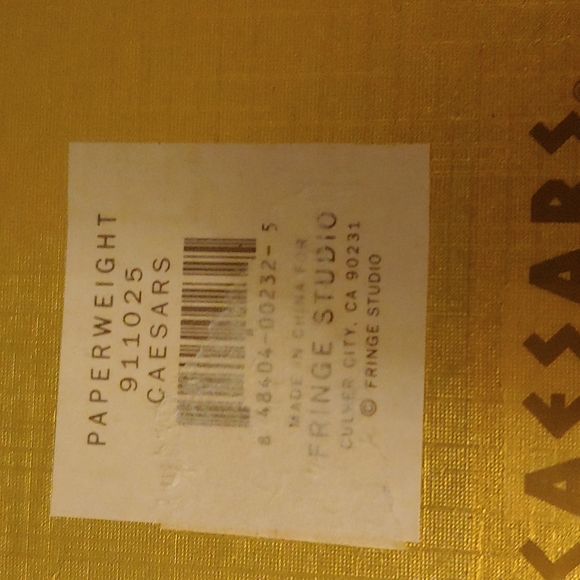 PAPERWEIGHT
911025
CAESARS
8 48404-00232-5
MADE IN CHINA FOR
FRINGE STUDIO
CULVER CITY, CA 90231
© FRINGE STUDIO
CAESARS